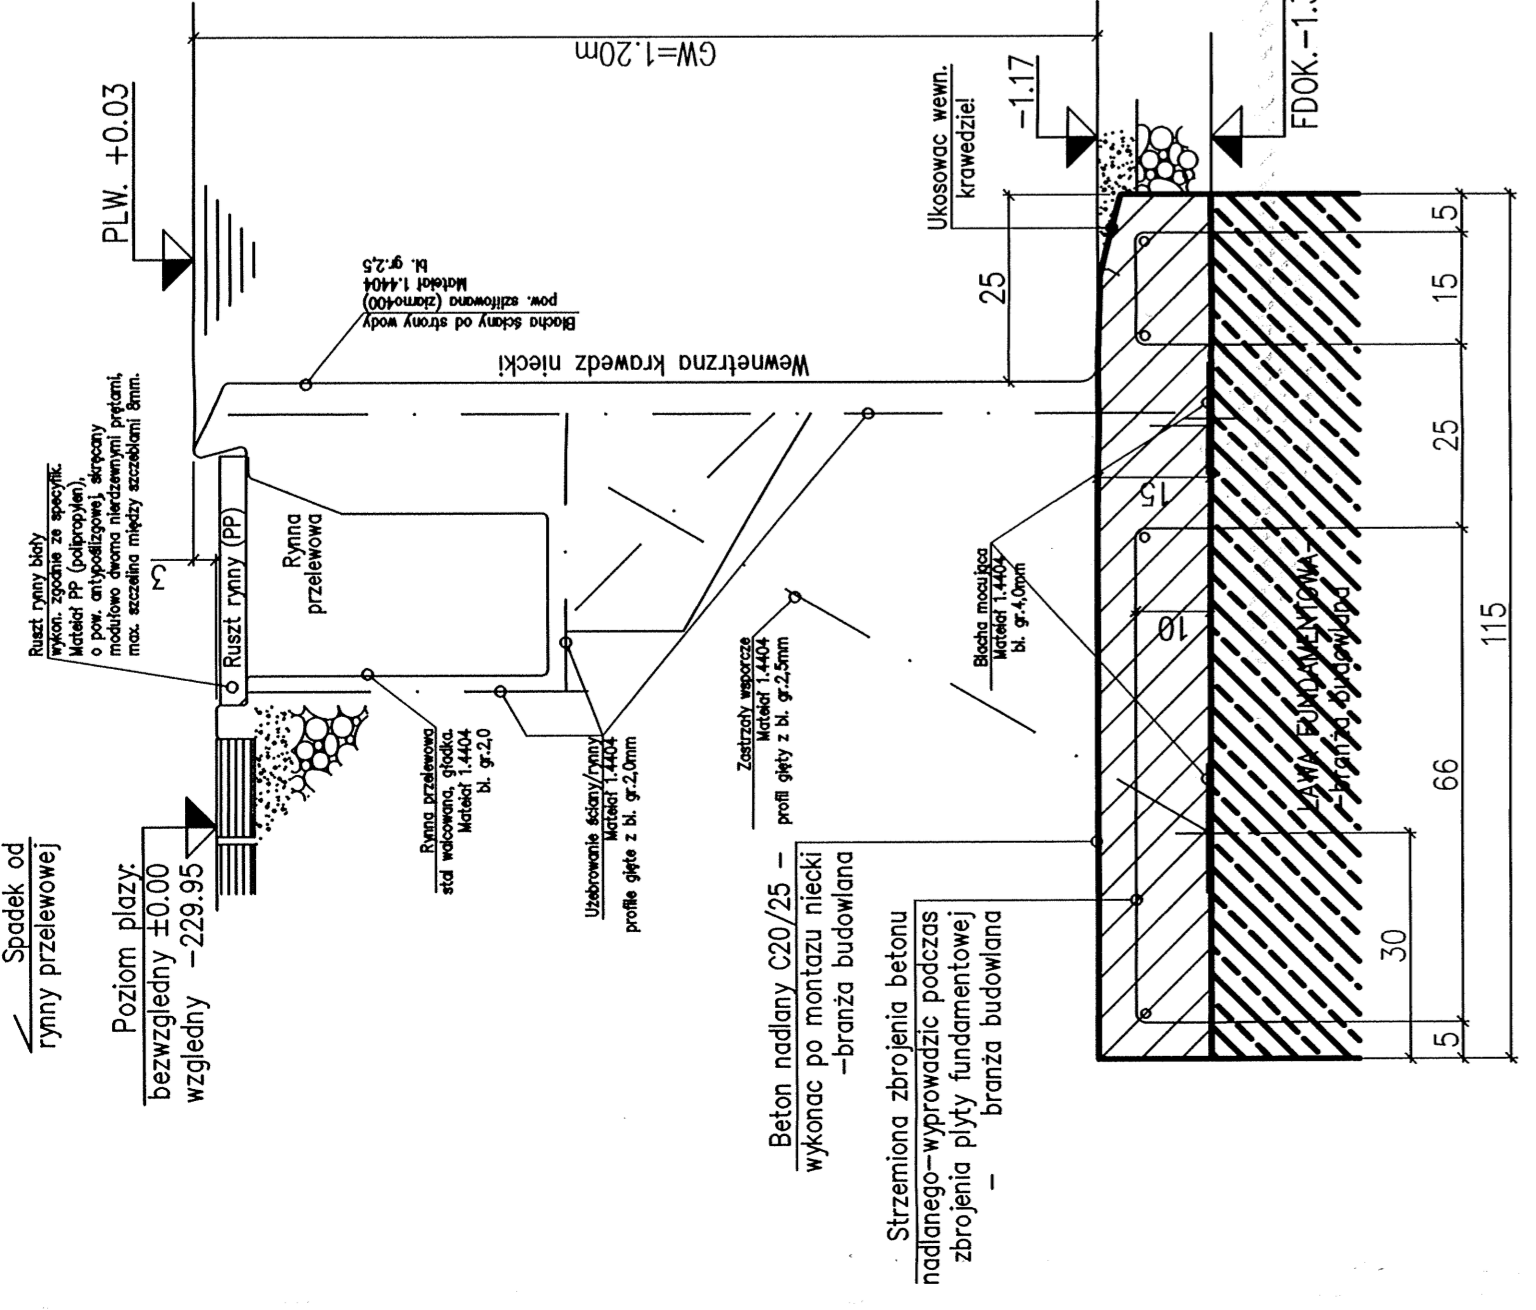 Spadek od
rynny przelewowej
Poziom plazy:
bezwzgledny ±0.00
wzgledny -229.95
PLW. +0.03
GW=1.20m
Ruszt rynny biały
wykon. zgodnie ze specyfik.
Materiał PP (polipropylen),
o pow. antypoślizgowej, skręcany
modułowo dwoma nierdzewnymi prętami,
max. szczelina między szczeblami 8mm.
3
Ruszt rynny (PP)
Rynna
przelewowa
Blacha ściany od strony wody
pow. szlifowana (ziarno400)
Materiał 1.4404
bl. gr.2,5
Wewnetrzna krawedz niecki
Rynna przelewowa
stal walcowana, gładka.
Materiał 1.4404
bl. gr.2,0
Użebrowanie ściany/rynny
Materiał 1.4404
profile gięte z bl. gr.2,0mm
Zastrzały wsporcze
Materiał 1.4404
profil gięty z bl. gr.2,5mm
Blacha mocująca
Materiał 1.4404
bl. gr.4,0mm
Ukosowac wewn.
krawedzie!
-1.17
FDOK.-1.3
25
Beton nadlany C20/25 -
wykonac po montazu niecki
-branża budowlana
Strzemiona zbrojenia betonu
nadlanego-wyprowadzic podczas
zbrojenia plyty fundamentowej
- branża budowlana
15
10
ŁAWA FUNDAMENTOWA-
-branża budowlana
30
5
66
25
15
5
115